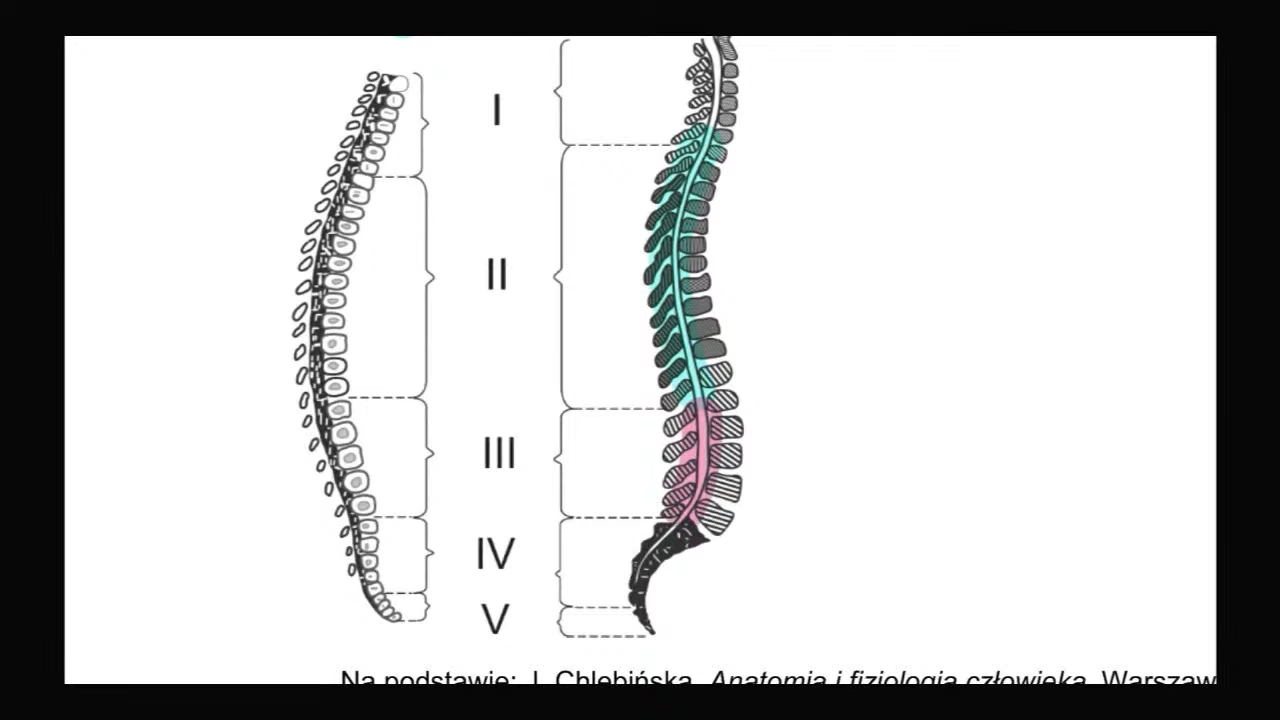 I
II
III
IV
V
Na podstawie: J. Chlebińska, Anatomia i fizjologia człowieka, Warszaw